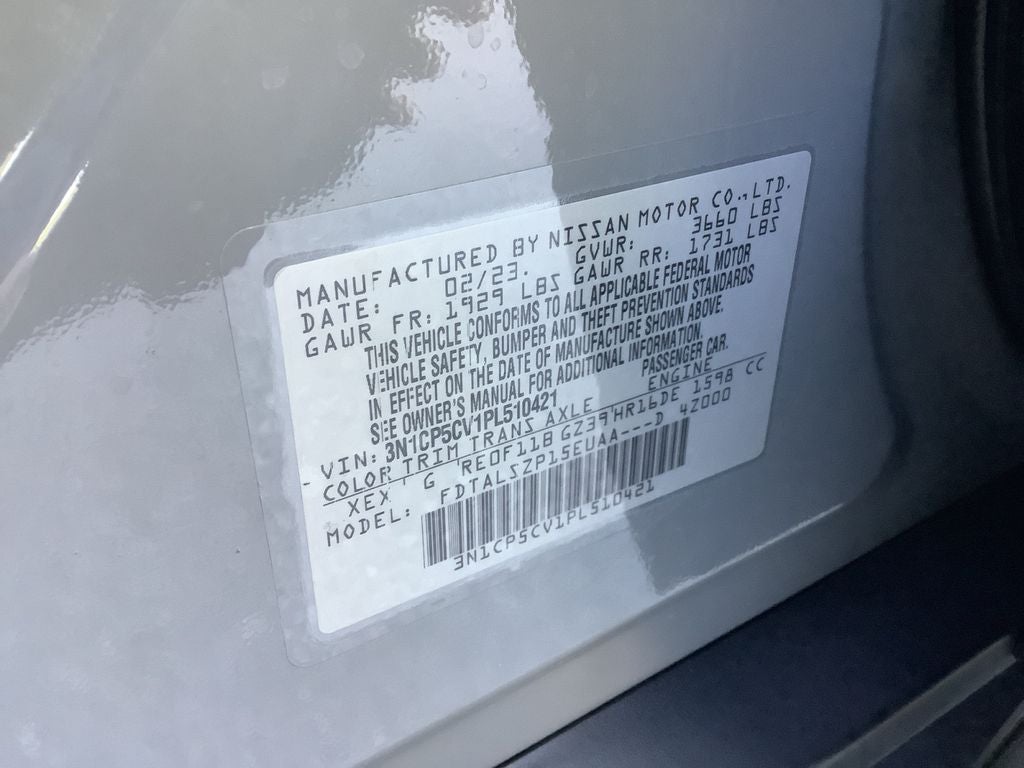 MANUFACTURED BY NISSAN MOTOR CO.,LTD.
DATE: 02/23. GVWR: 3660 LBS
GAWR FR: 1929 LBS GAWR RR: 1731 LBS
THIS VEHICLE CONFORMS TO ALL APPLICABLE FEDERAL MOTOR
VEHICLE SAFETY, BUMPER AND THEFT PREVENTION STANDARDS
IN EFFECT ON THE DATE OF MANUFACTURE SHOWN ABOVE.
SEE OWNER'S MANUAL FOR ADDITIONAL INFORMATION.
VIN: 3N1CP5CV1PL510421 PASSENGER CAR.
COLOR TRIM TRANS AXLE ENGINE
XEX G RE0F11B GZ39 HR16DE 1598 CC
MODEL: FDTALSZP15EUAA---D 4Z000
3N1CP5CV1PL510421